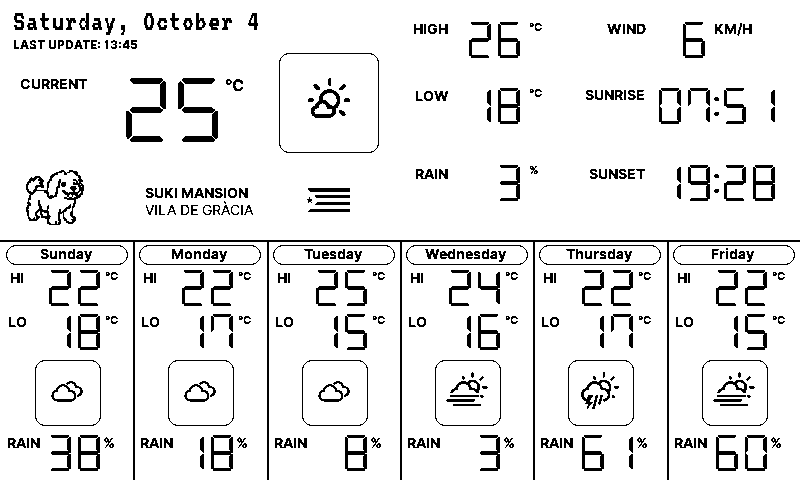 Saturday, October 4
LAST UPDATE: 13:45
CURRENT 25 °C
HIGH 26 °C
WIND 6 KM/H
LOW 18 °C
SUNRISE 07:51
RAIN 3 %
SUNSET 19:28
SUKI MANSION
VILA DE GRÀCIA
Sunday
HI 22 °C
LO 18 °C
RAIN 38 %
Monday
HI 22 °C
LO 17 °C
RAIN 18 %
Tuesday
HI 25 °C
LO 15 °C
RAIN 8 %
Wednesday
HI 24 °C
LO 16 °C
RAIN 3 %
Thursday
HI 22 °C
LO 17 °C
RAIN 61 %
Friday
HI 22 °C
LO 15 °C
RAIN 60 %